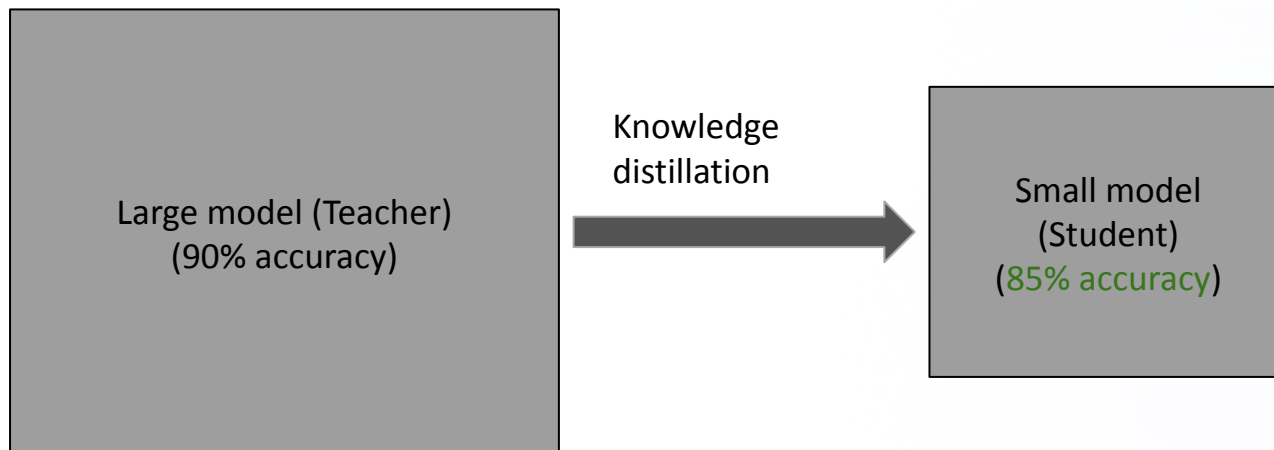 Large model (Teacher)
(90% accuracy)
Knowledge
distillation
Small model
(Student)
(85% accuracy)